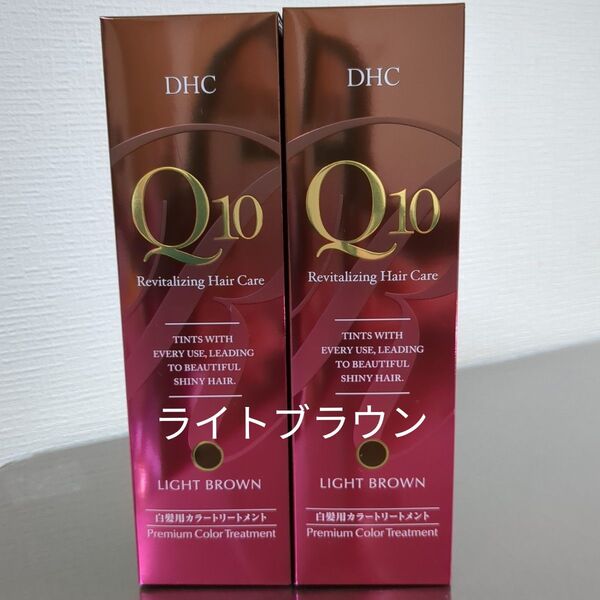 DHC
Q10
Revitalizing Hair Care
TINTS WITH
EVERY USE, LEADING
TO BEAUTIFUL
SHINY HAIR.
LIGHT BROWN
白髪用カラートリートメント
Premium Color Treatment
DHC
Q10
Revitalizing Hair Care
TINTS WITH
EVERY USE, LEADING
TO BEAUTIFUL
SHINY HAIR.
LIGHT BROWN
白髪用カラートリートメント
Premium Color Treatment
ライトブラウン